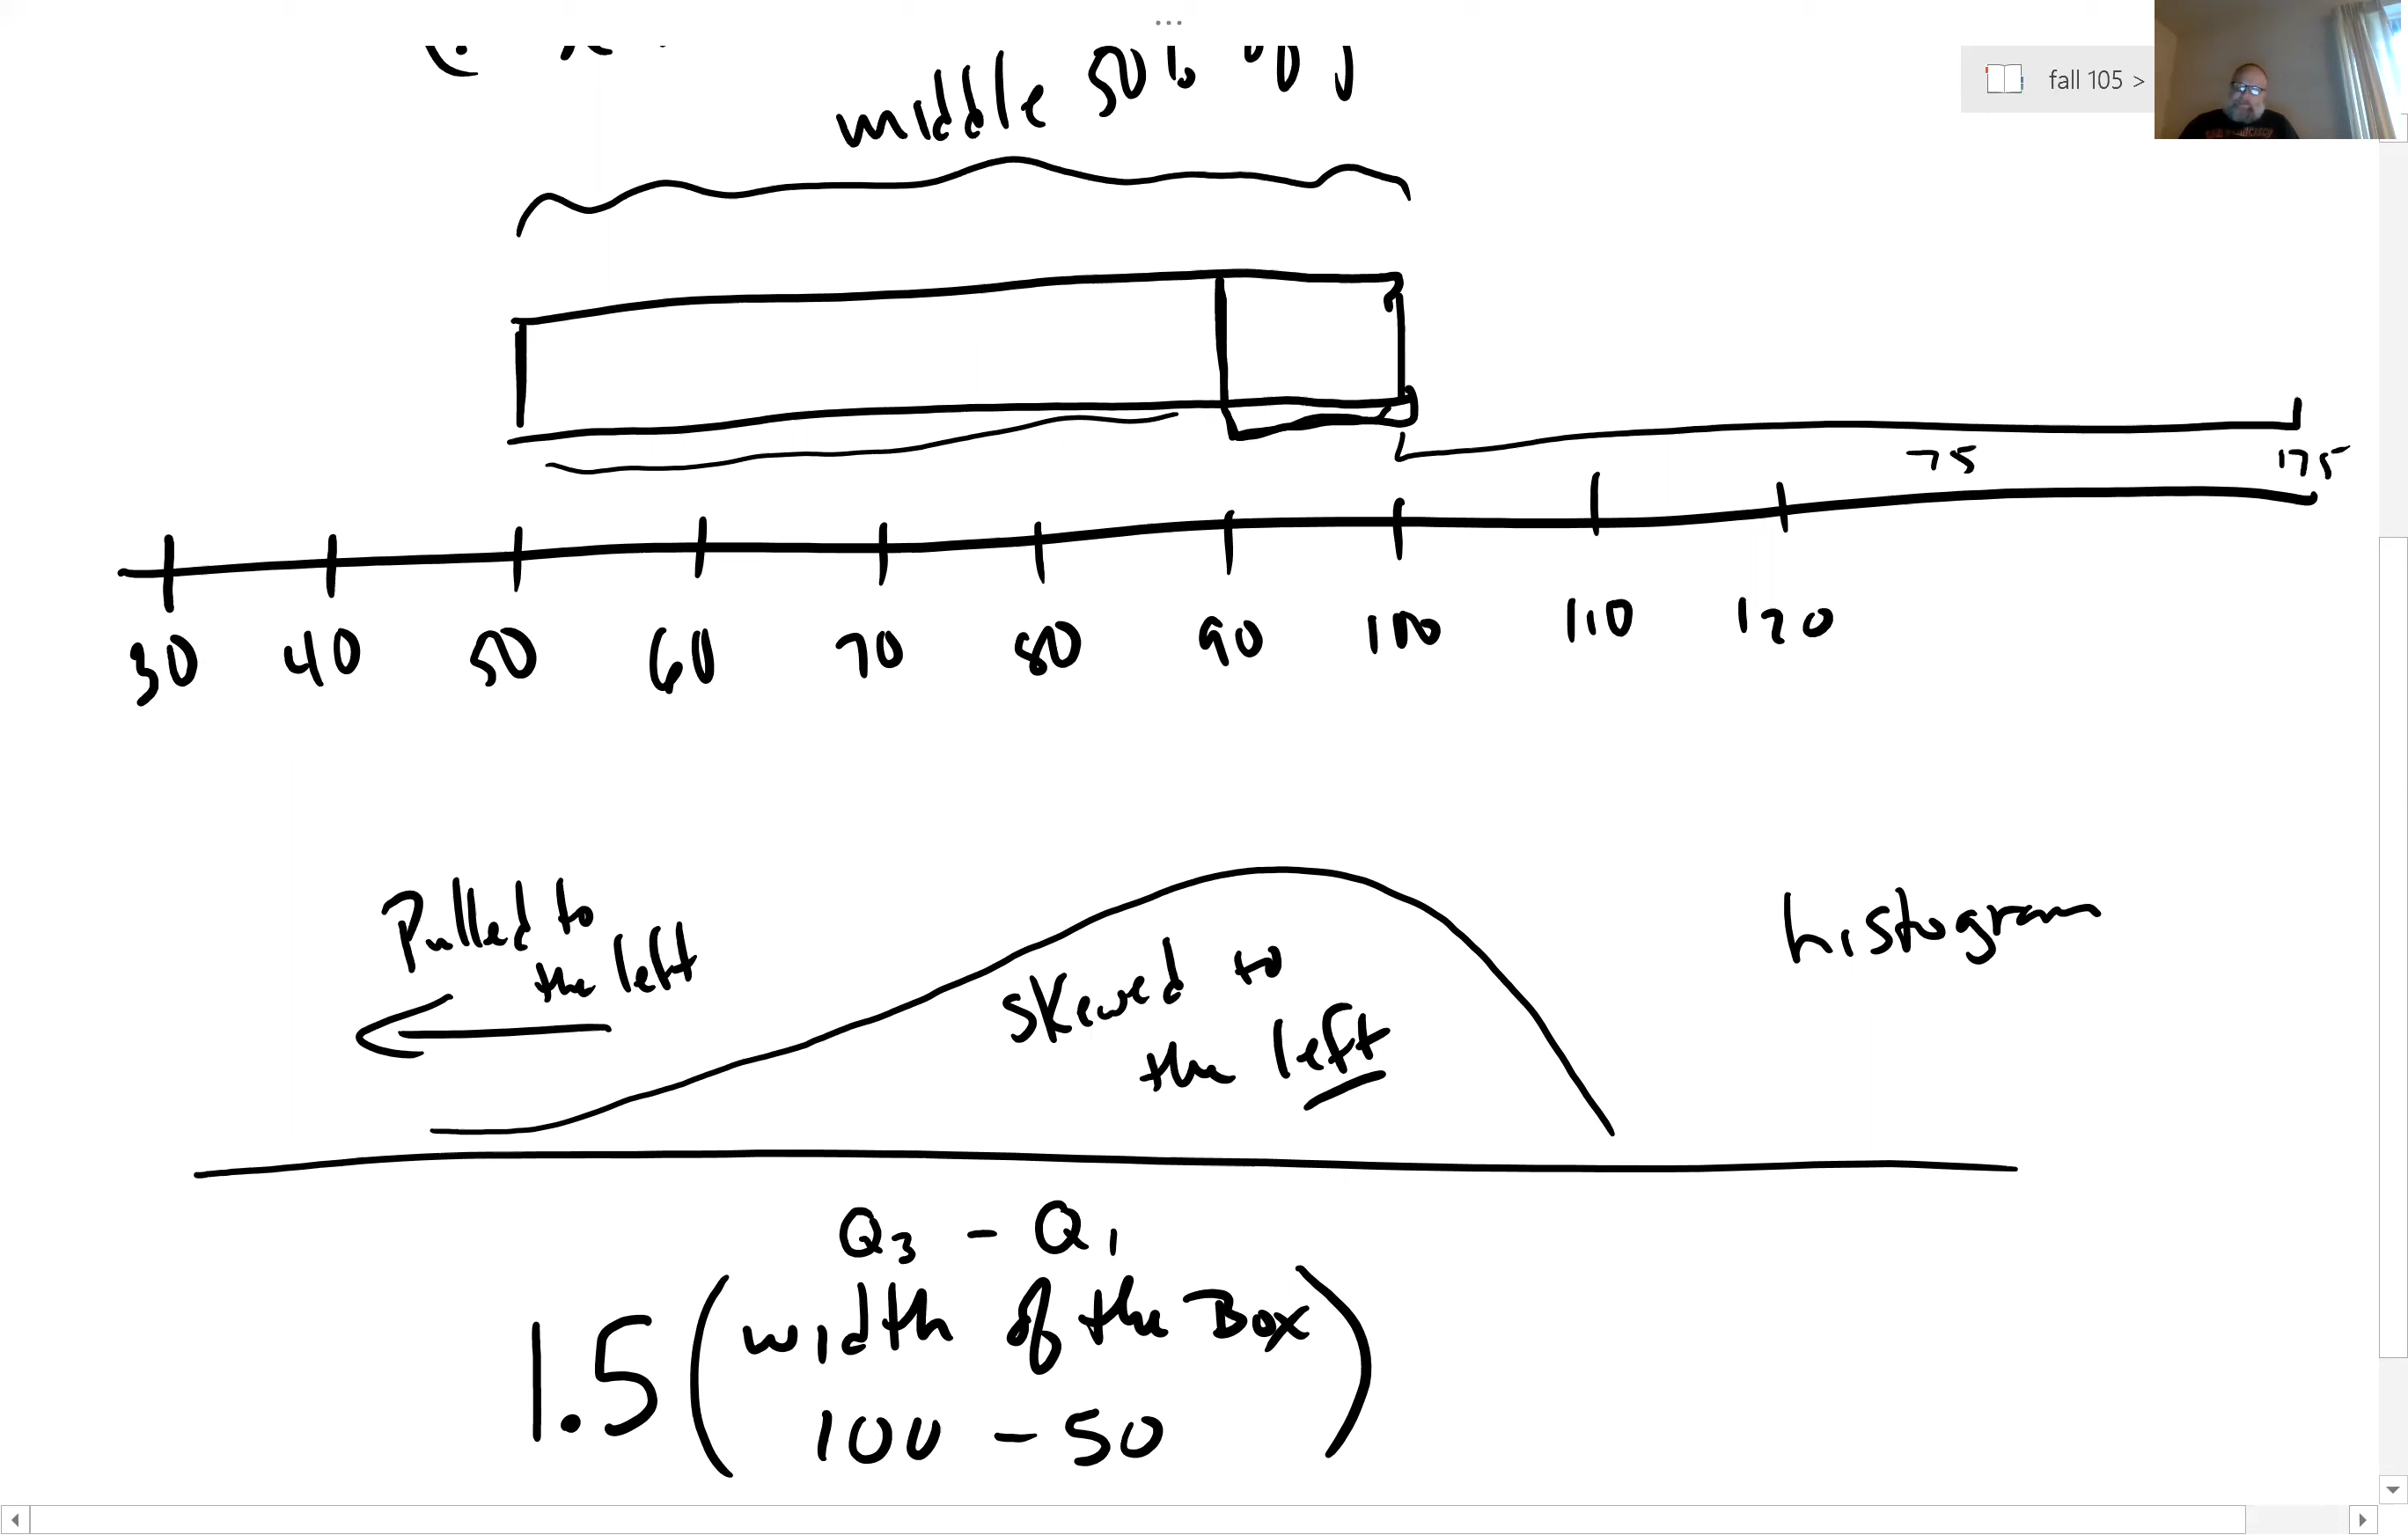 fall 105 >
middle 50%
75 175
30 40 50 60 70 80 90 100 110 120
Pulled to
the left
skewed to
the left
histogram
Q3 - Q1
1.5(width of the Box)
100 - 50